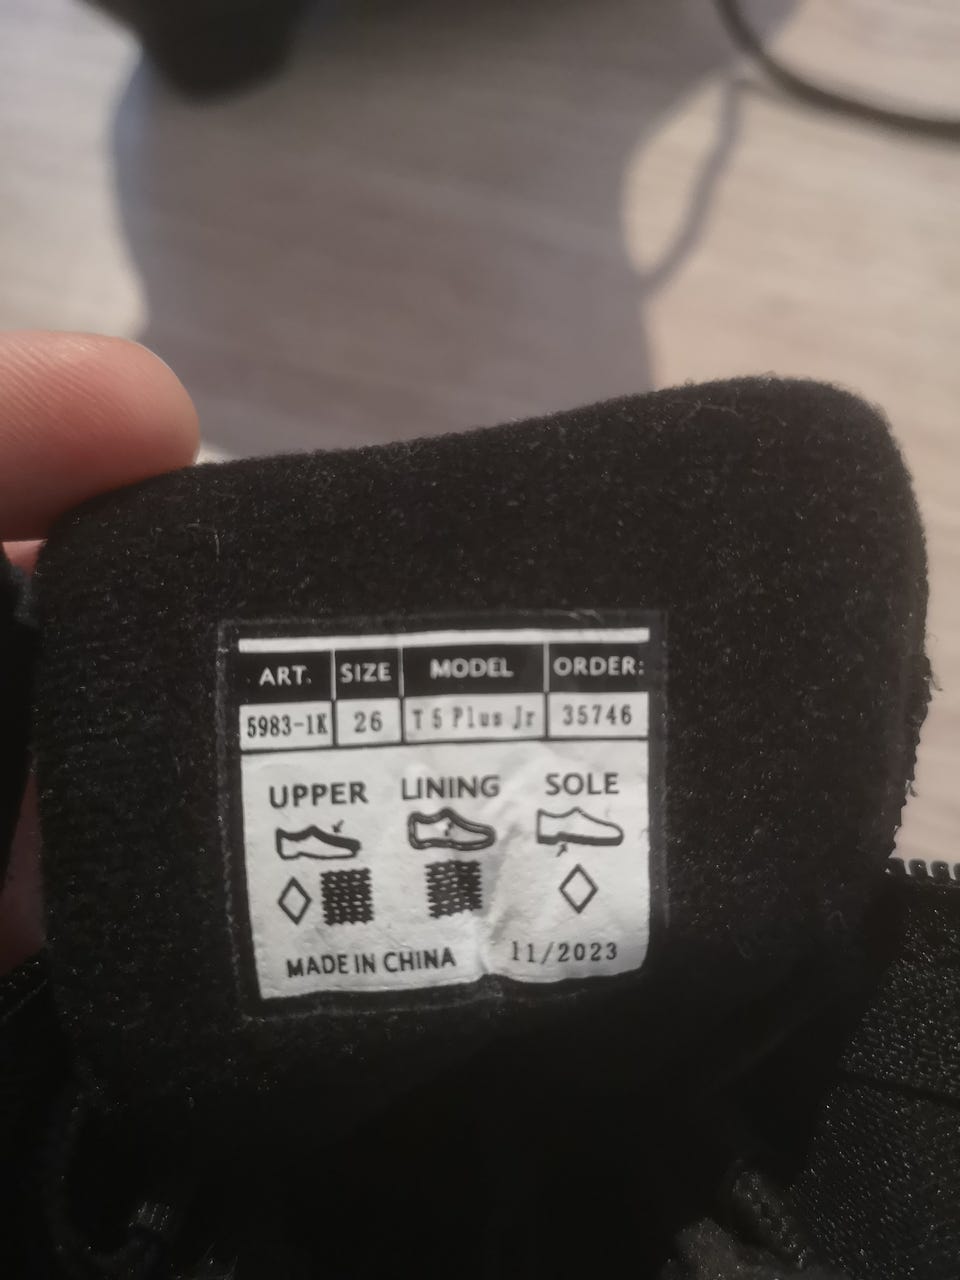 ART. SIZE MODEL ORDER:
5983-1K 26 T 5 Plus Jr 35746
UPPER LINING SOLE
MADE IN CHINA 11/2023